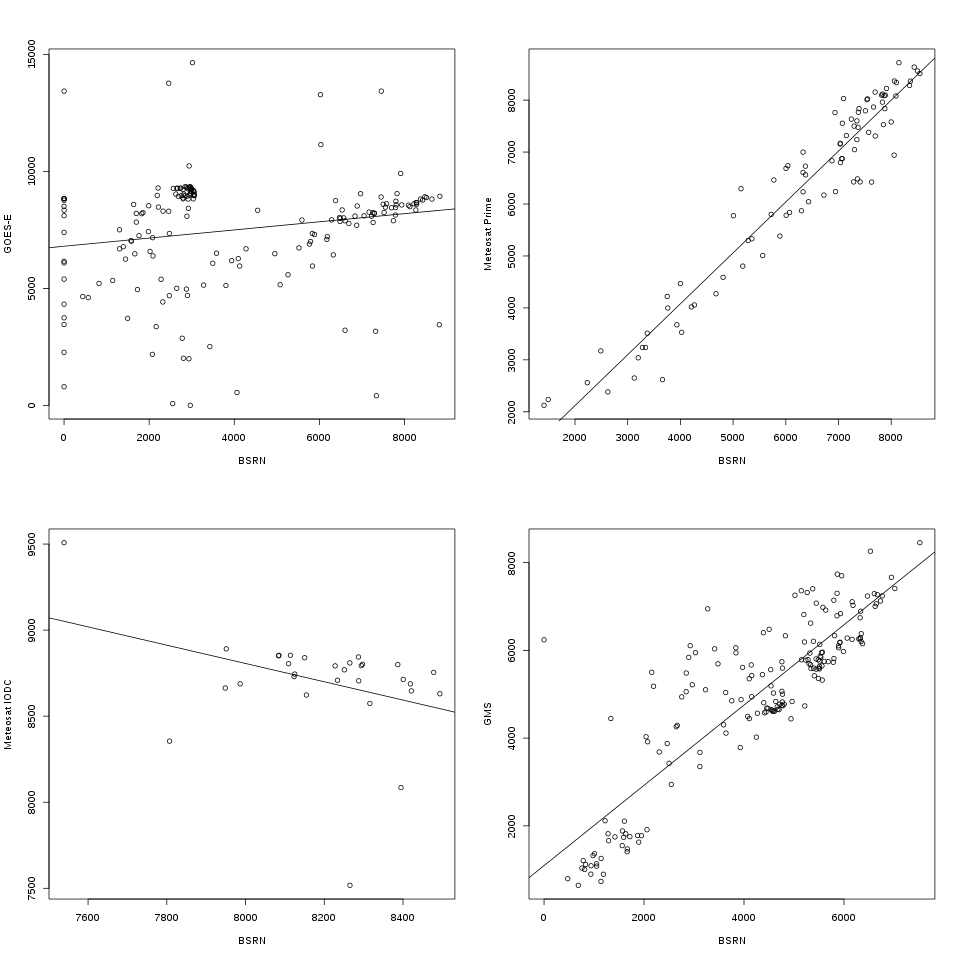 15000
10000
5000
0
GOES-E
0 2000 4000 6000 8000
BSRN
8000
7000
6000
5000
4000
3000
2000
Meteosat Prime
2000 3000 4000 5000 6000 7000 8000
BSRN
9500
9000
8500
8000
7500
Meteosat IODC
7600 7800 8000 8200 8400
BSRN
8000
6000
4000
2000
GMS
0 2000 4000 6000
BSRN